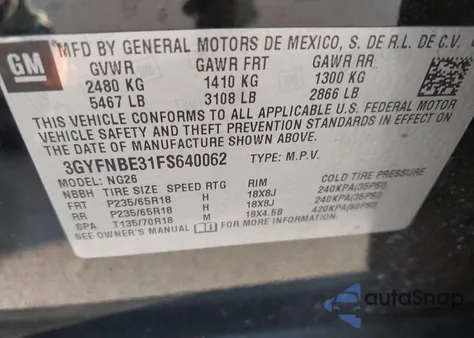 GM
MFD BY GENERAL MOTORS DE MEXICO, S. DE R.L. DE C.V.
GVWR GAWR FRT GAWR RR
2480 KG 1410 KG 1300 KG
5467 LB 3108 LB 2866 LB
THIS VEHICLE CONFORMS TO ALL APPLICABLE U.S. FEDERAL MOTOR
VEHICLE SAFETY AND THEFT PREVENTION STANDARDS IN EFFECT ON
THE DATE OF MANUFACTURE SHOWN ABOVE.
3GYFNBE31FS640062 TYPE: M.P.V.
MODEL: NG26
NBBH TIRE SIZE SPEED RTG RIM COLD TIRE PRESSURE
FRT P235/65R18 H 18X8J 240KPA(35PSI)
RR P235/65R18 H 18X8J 240KPA(35PSI)
SPA T135/70R18 M 18X4.5B 420KPA(60PSI)
SEE OWNER'S MANUAL FOR MORE INFORMATION.
autoSnap